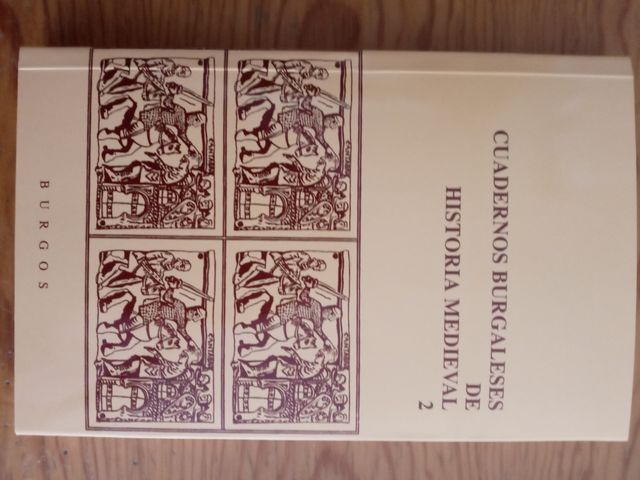 CUADERNOS BURGALESES
DE
HISTORIA MEDIEVAL
2
BURGOS